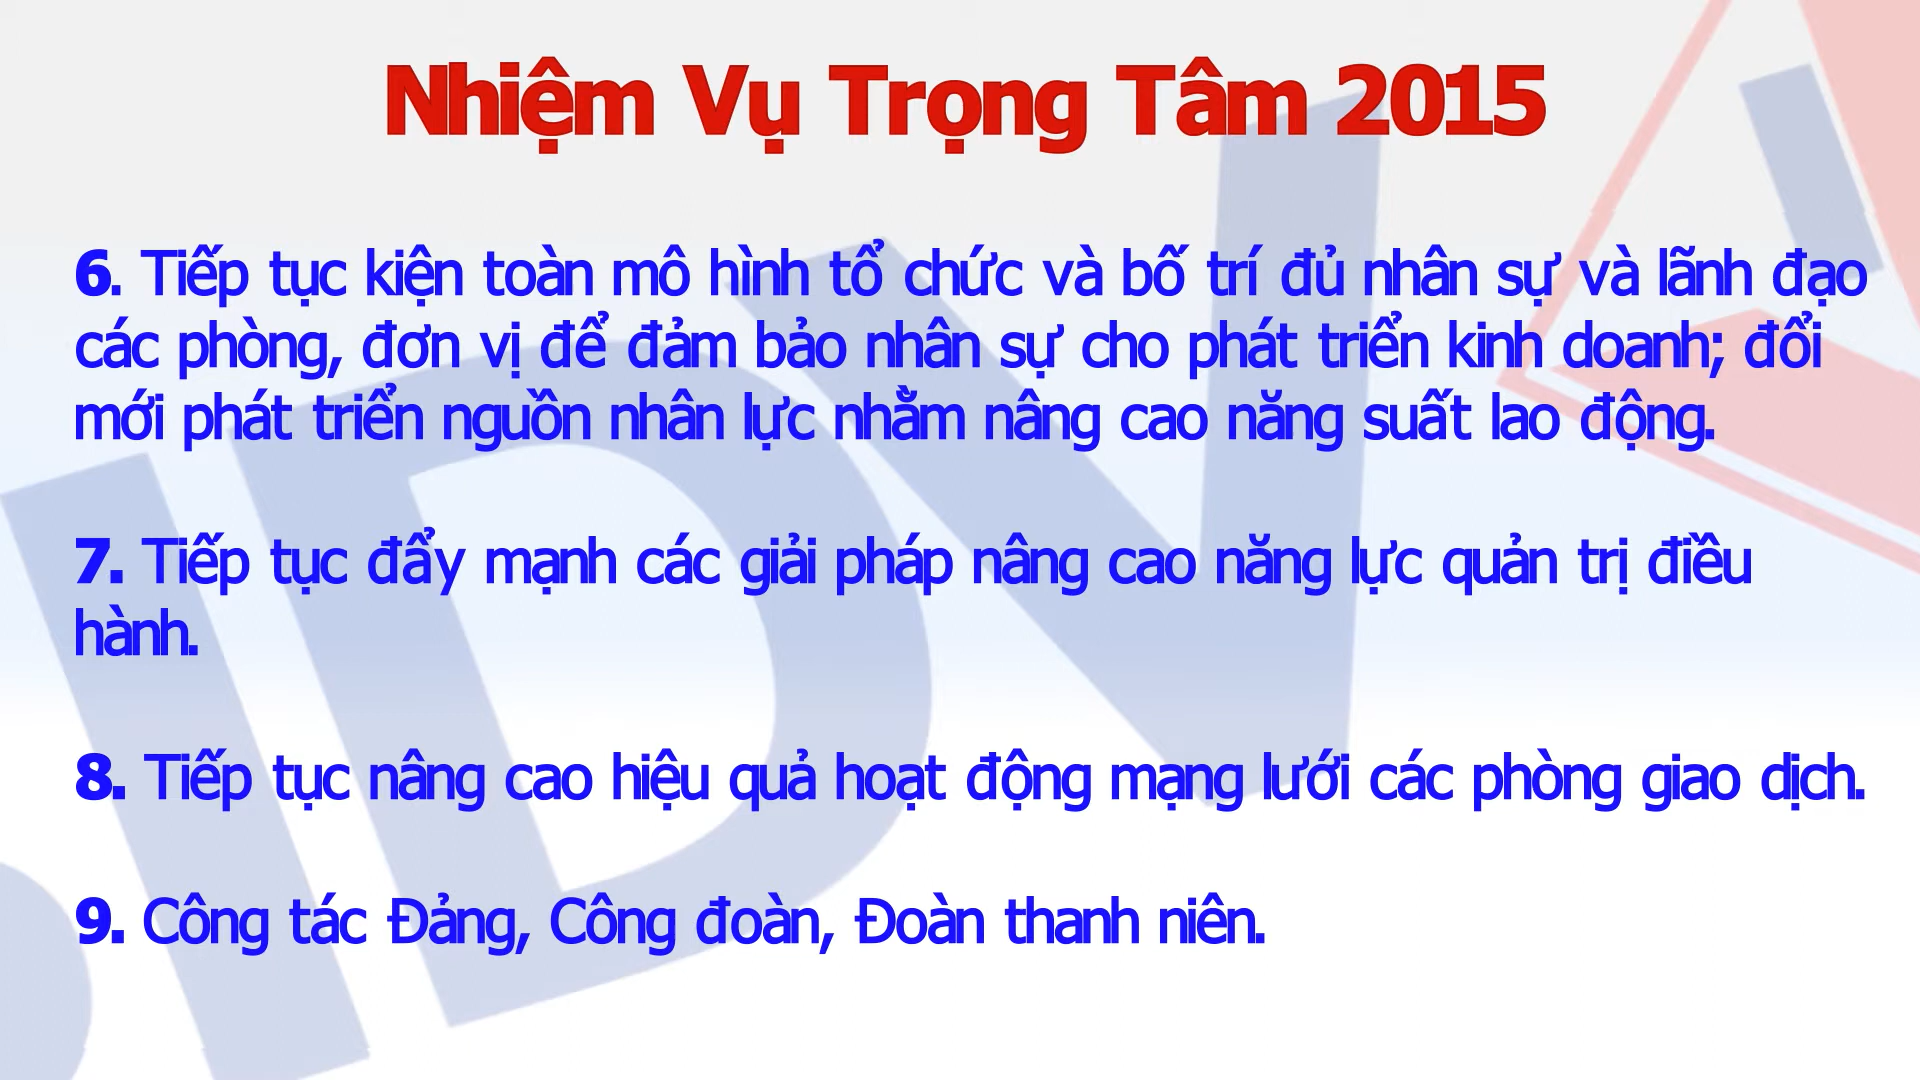 Nhiệm Vụ Trọng Tâm 2015
6. Tiếp tục kiện toàn mô hình tổ chức và bố trí đủ nhân sự và lãnh đạo
các phòng, đơn vị để đảm bảo nhân sự cho phát triển kinh doanh; đổi
mới phát triển nguồn nhân lực nhằm nâng cao năng suất lao động.
7. Tiếp tục đẩy mạnh các giải pháp nâng cao năng lực quản trị điều
hành.
8. Tiếp tục nâng cao hiệu quả hoạt động mạng lưới các phòng giao dịch.
9. Công tác Đảng, Công đoàn, Đoàn thanh niên.
BIDV